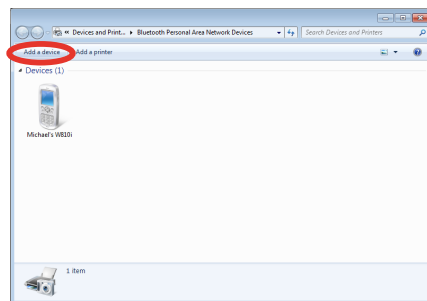 « Devices and Print... ▸ Bluetooth Personal Area Network Devices
Search Devices and Printers
Add a device Add a printer
Devices (1)
Michael's W810i
1 item